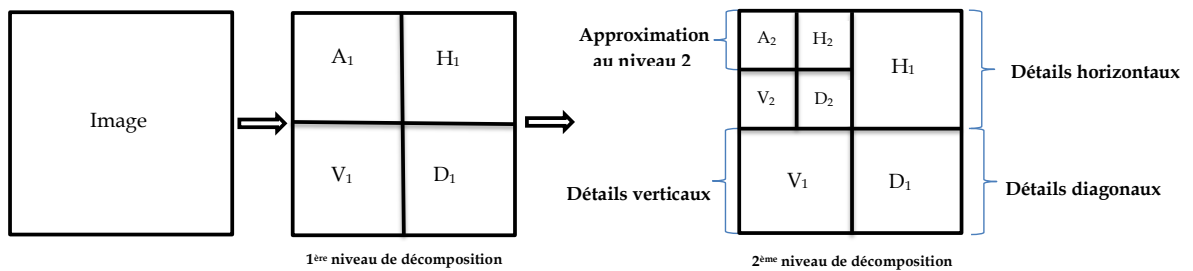 Image
A₁ H₁
V₁ D₁
1ère niveau de décomposition
Approximation
au niveau 2
A₂ H₂
V₂ D₂
H₁
V₁ D₁
Détails horizontaux
Détails verticaux
Détails diagonaux
2ème niveau de décomposition